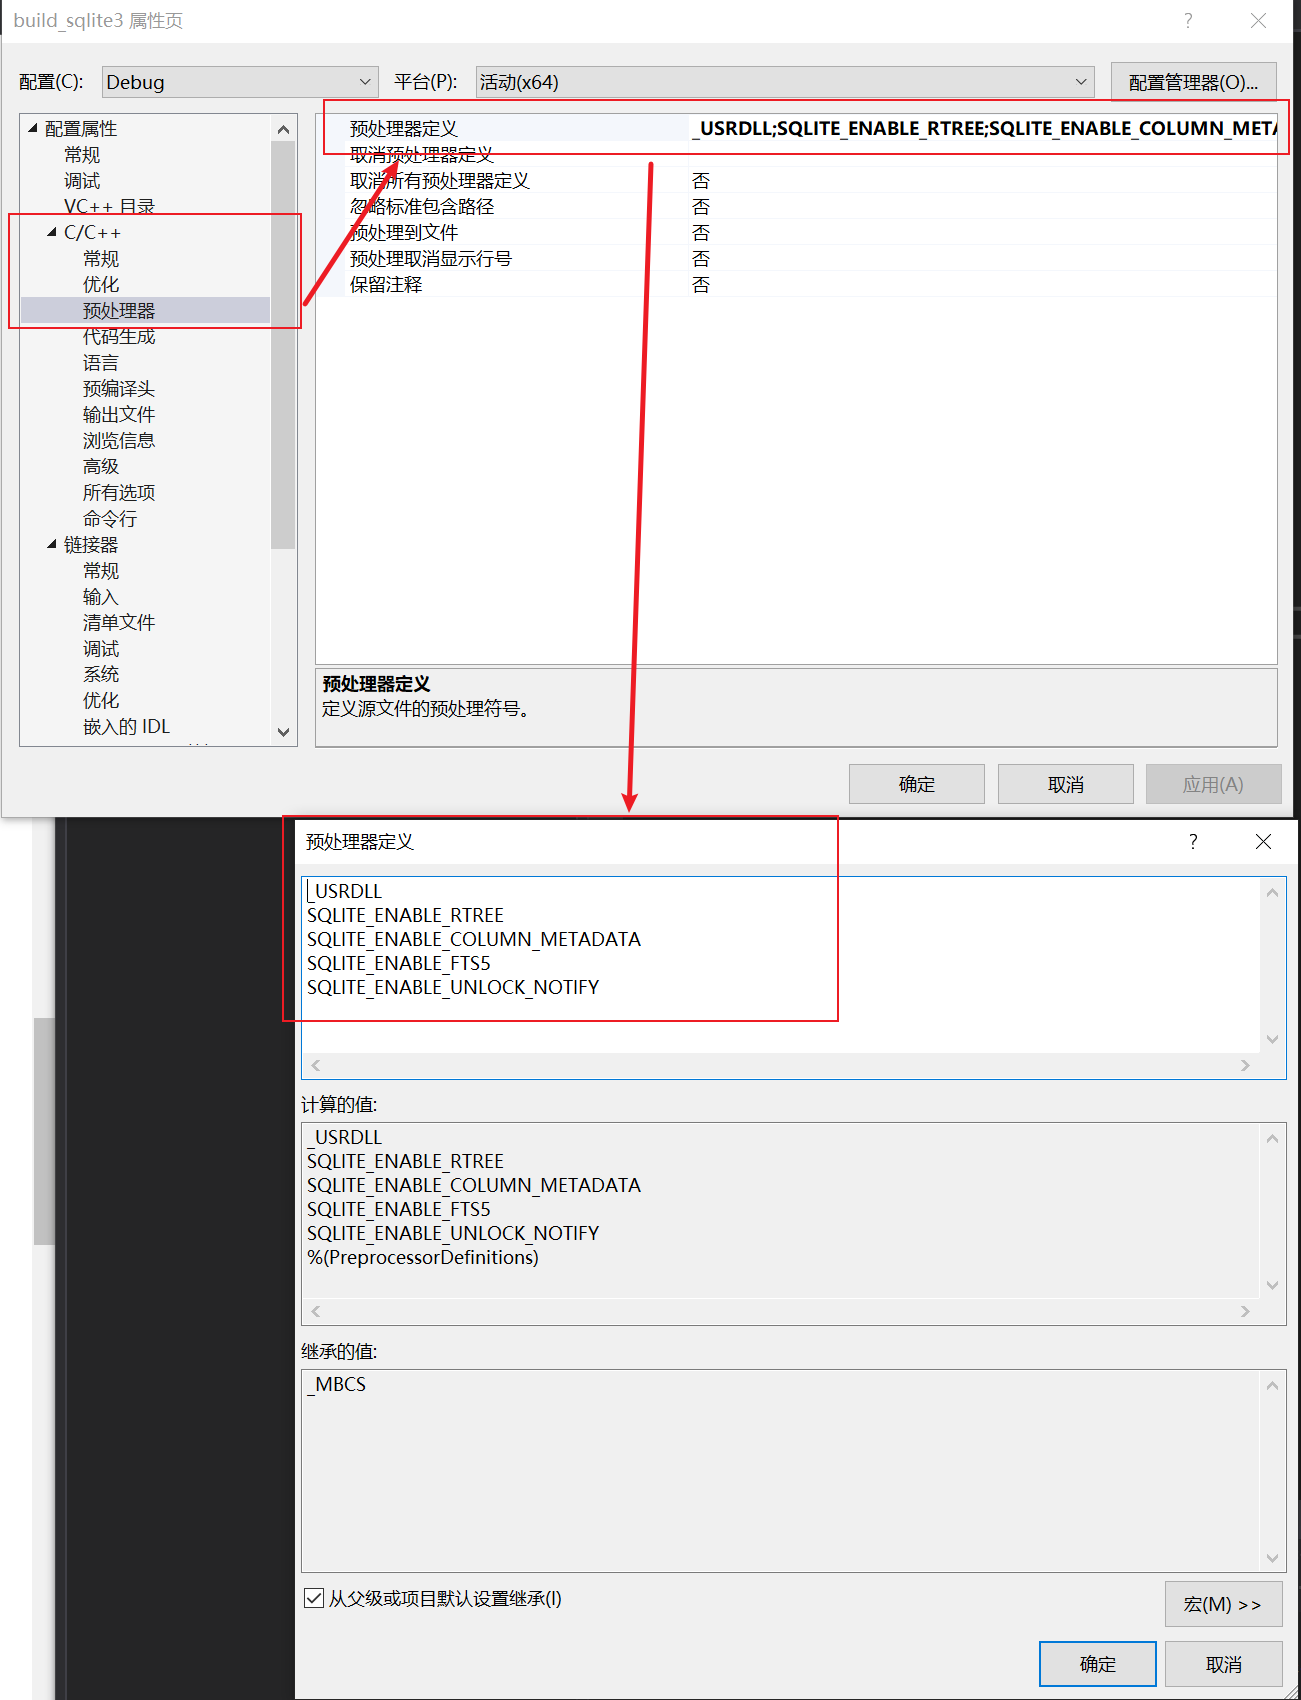 build_sqlite3 属性页
?
配置(C): Debug 平台(P): 活动(x64) 配置管理器(O)...
配置属性
常规
调试
VC++ 目录
C/C++
常规
优化
预处理器
代码生成
语言
预编译头
输出文件
浏览信息
高级
所有选项
命令行
链接器
常规
输入
清单文件
调试
系统
优化
嵌入的 IDL
预处理器定义 _USRDLL;SQLITE_ENABLE_RTREE;SQLITE_ENABLE_COLUMN_META
取消预处理器定义
取消所有预处理器定义 否
忽略标准包含路径 否
预处理到文件 否
预处理取消显示行号 否
保留注释 否
预处理器定义
定义源文件的预处理符号。
确定 取消 应用(A)
预处理器定义 ?
_USRDLL
SQLITE_ENABLE_RTREE
SQLITE_ENABLE_COLUMN_METADATA
SQLITE_ENABLE_FTS5
SQLITE_ENABLE_UNLOCK_NOTIFY
计算的值:
_USRDLL
SQLITE_ENABLE_RTREE
SQLITE_ENABLE_COLUMN_METADATA
SQLITE_ENABLE_FTS5
SQLITE_ENABLE_UNLOCK_NOTIFY
%(PreprocessorDefinitions)
继承的值:
_MBCS
从父级或项目默认设置继承(I)
宏(M) >>
确定 取消